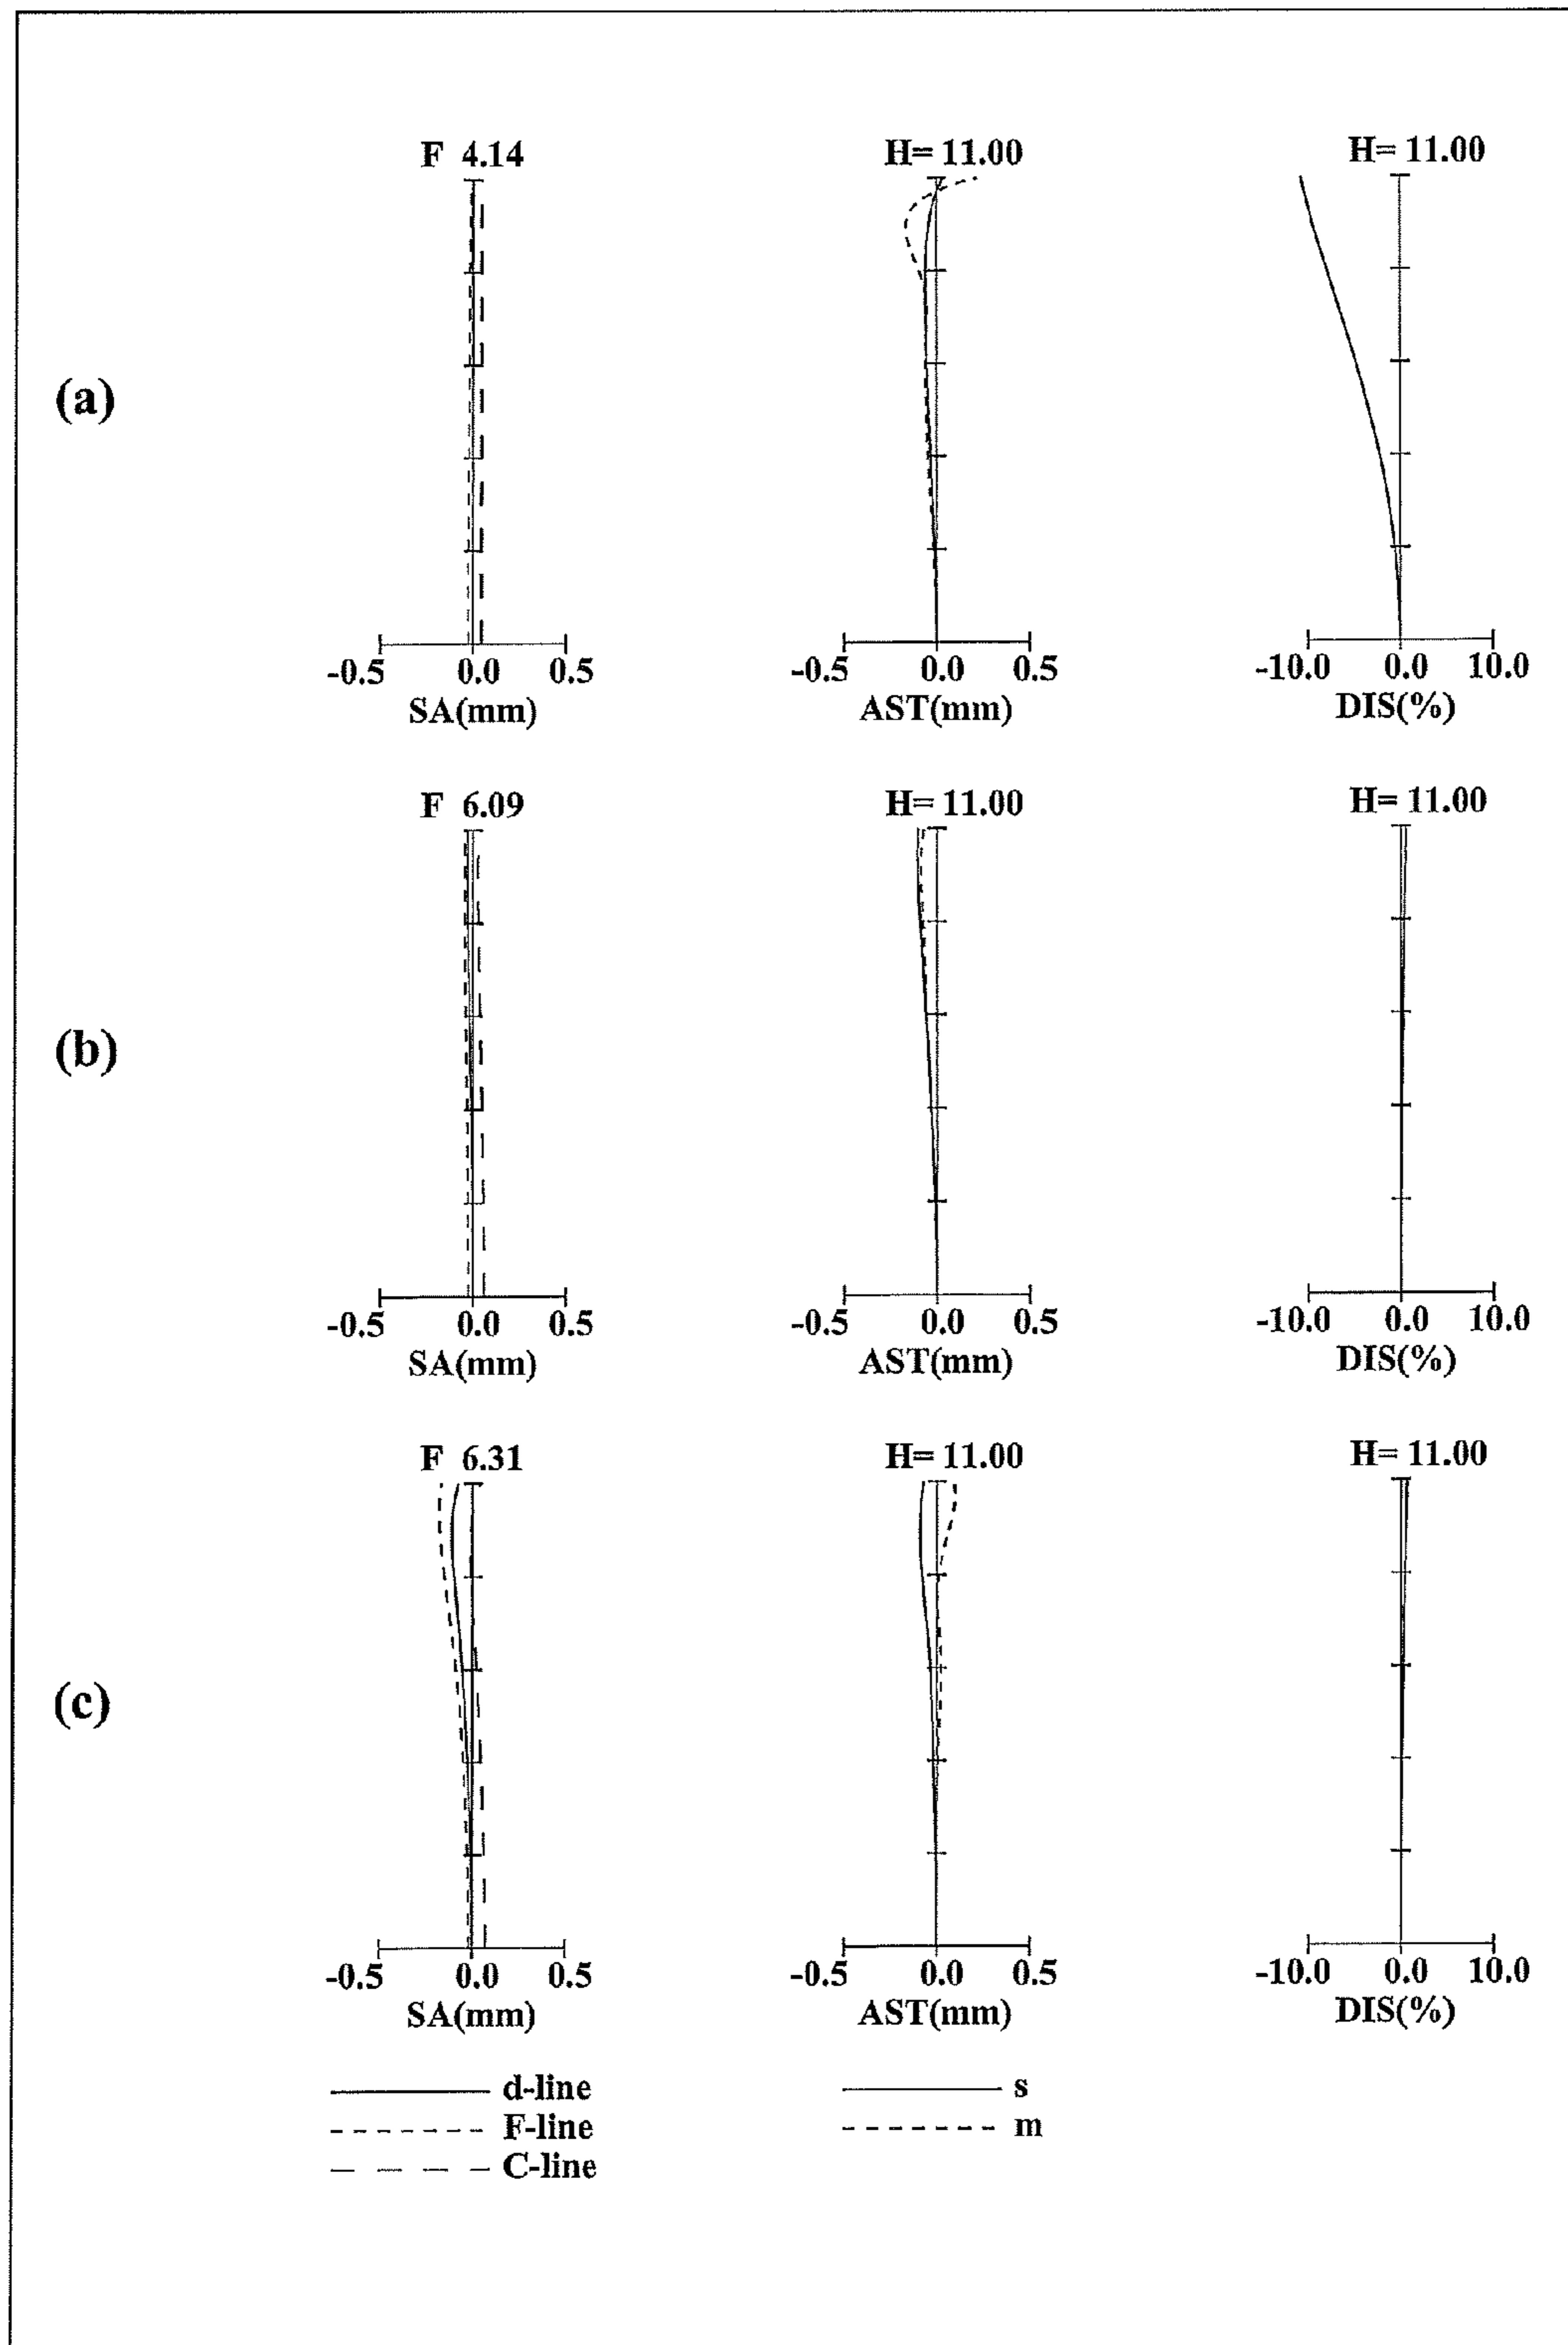 F 4.14
H= 11.00
H= 11.00
(a)
-0.5 0.0 0.5
SA(mm)
-0.5 0.0 0.5
AST(mm)
-10.0 0.0 10.0
DIS(%)
F 6.09
H= 11.00
H= 11.00
(b)
-0.5 0.0 0.5
SA(mm)
-0.5 0.0 0.5
AST(mm)
-10.0 0.0 10.0
DIS(%)
F 6.31
H= 11.00
H= 11.00
(c)
-0.5 0.0 0.5
SA(mm)
-0.5 0.0 0.5
AST(mm)
-10.0 0.0 10.0
DIS(%)
d-line
F-line
C-line
s
m